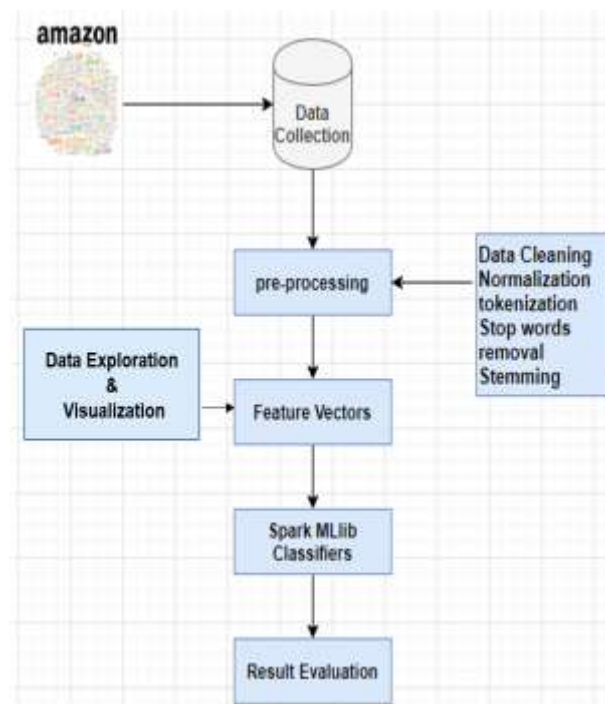 amazon
Data
Collection
pre-processing
Data Cleaning
Normalization
tokenization
Stop words
removal
Stemming
Data Exploration
&
Visualization
Feature Vectors
Spark MLlib
Classifiers
Result Evaluation